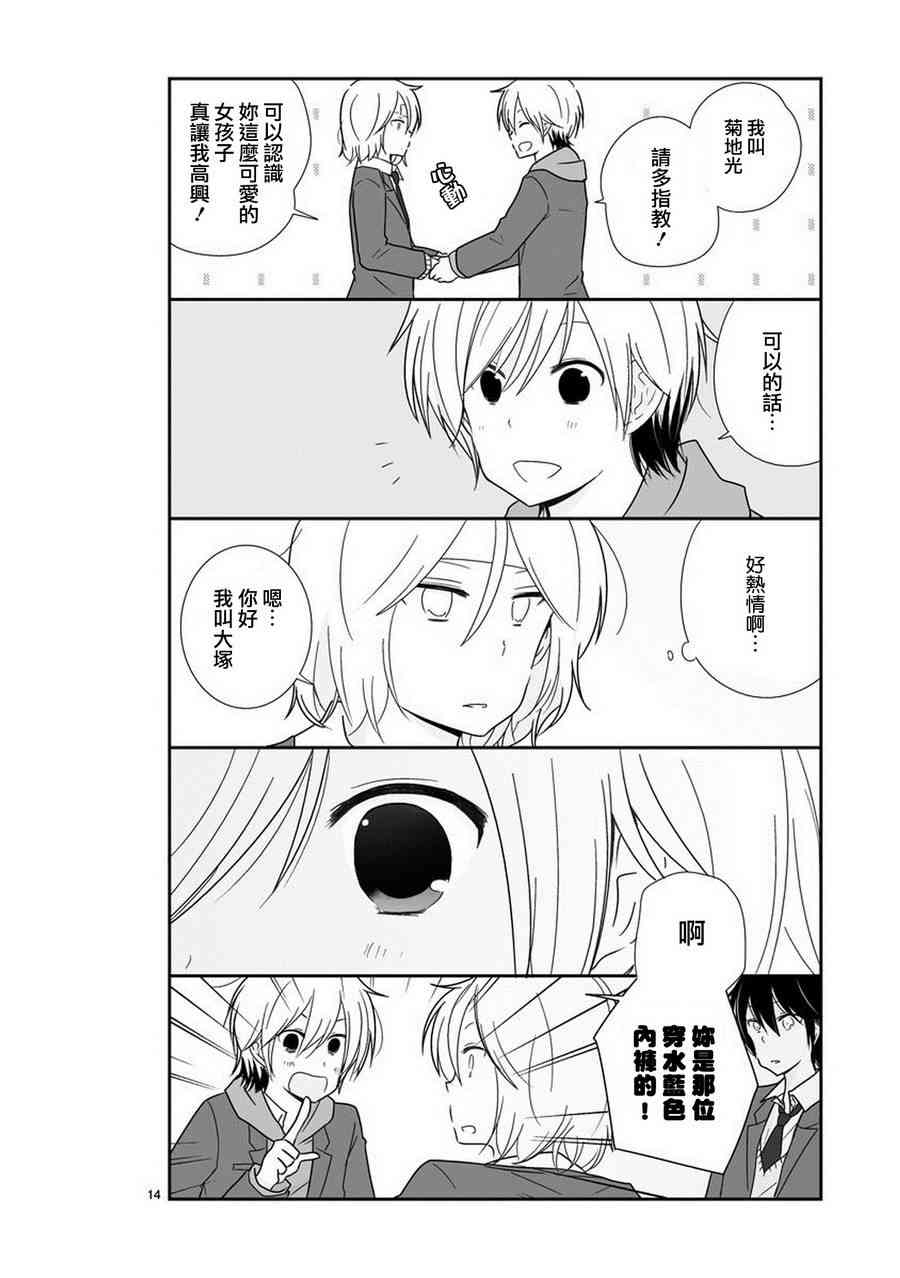 我叫
菊地光
請多指教!
心動
可以認識
妳這麼可愛的
女孩子
真讓我高興!
可以的話…
好熱情啊…
嗯…
你好
我叫大塚
啊
妳是那位
穿水藍色
內褲的!
14